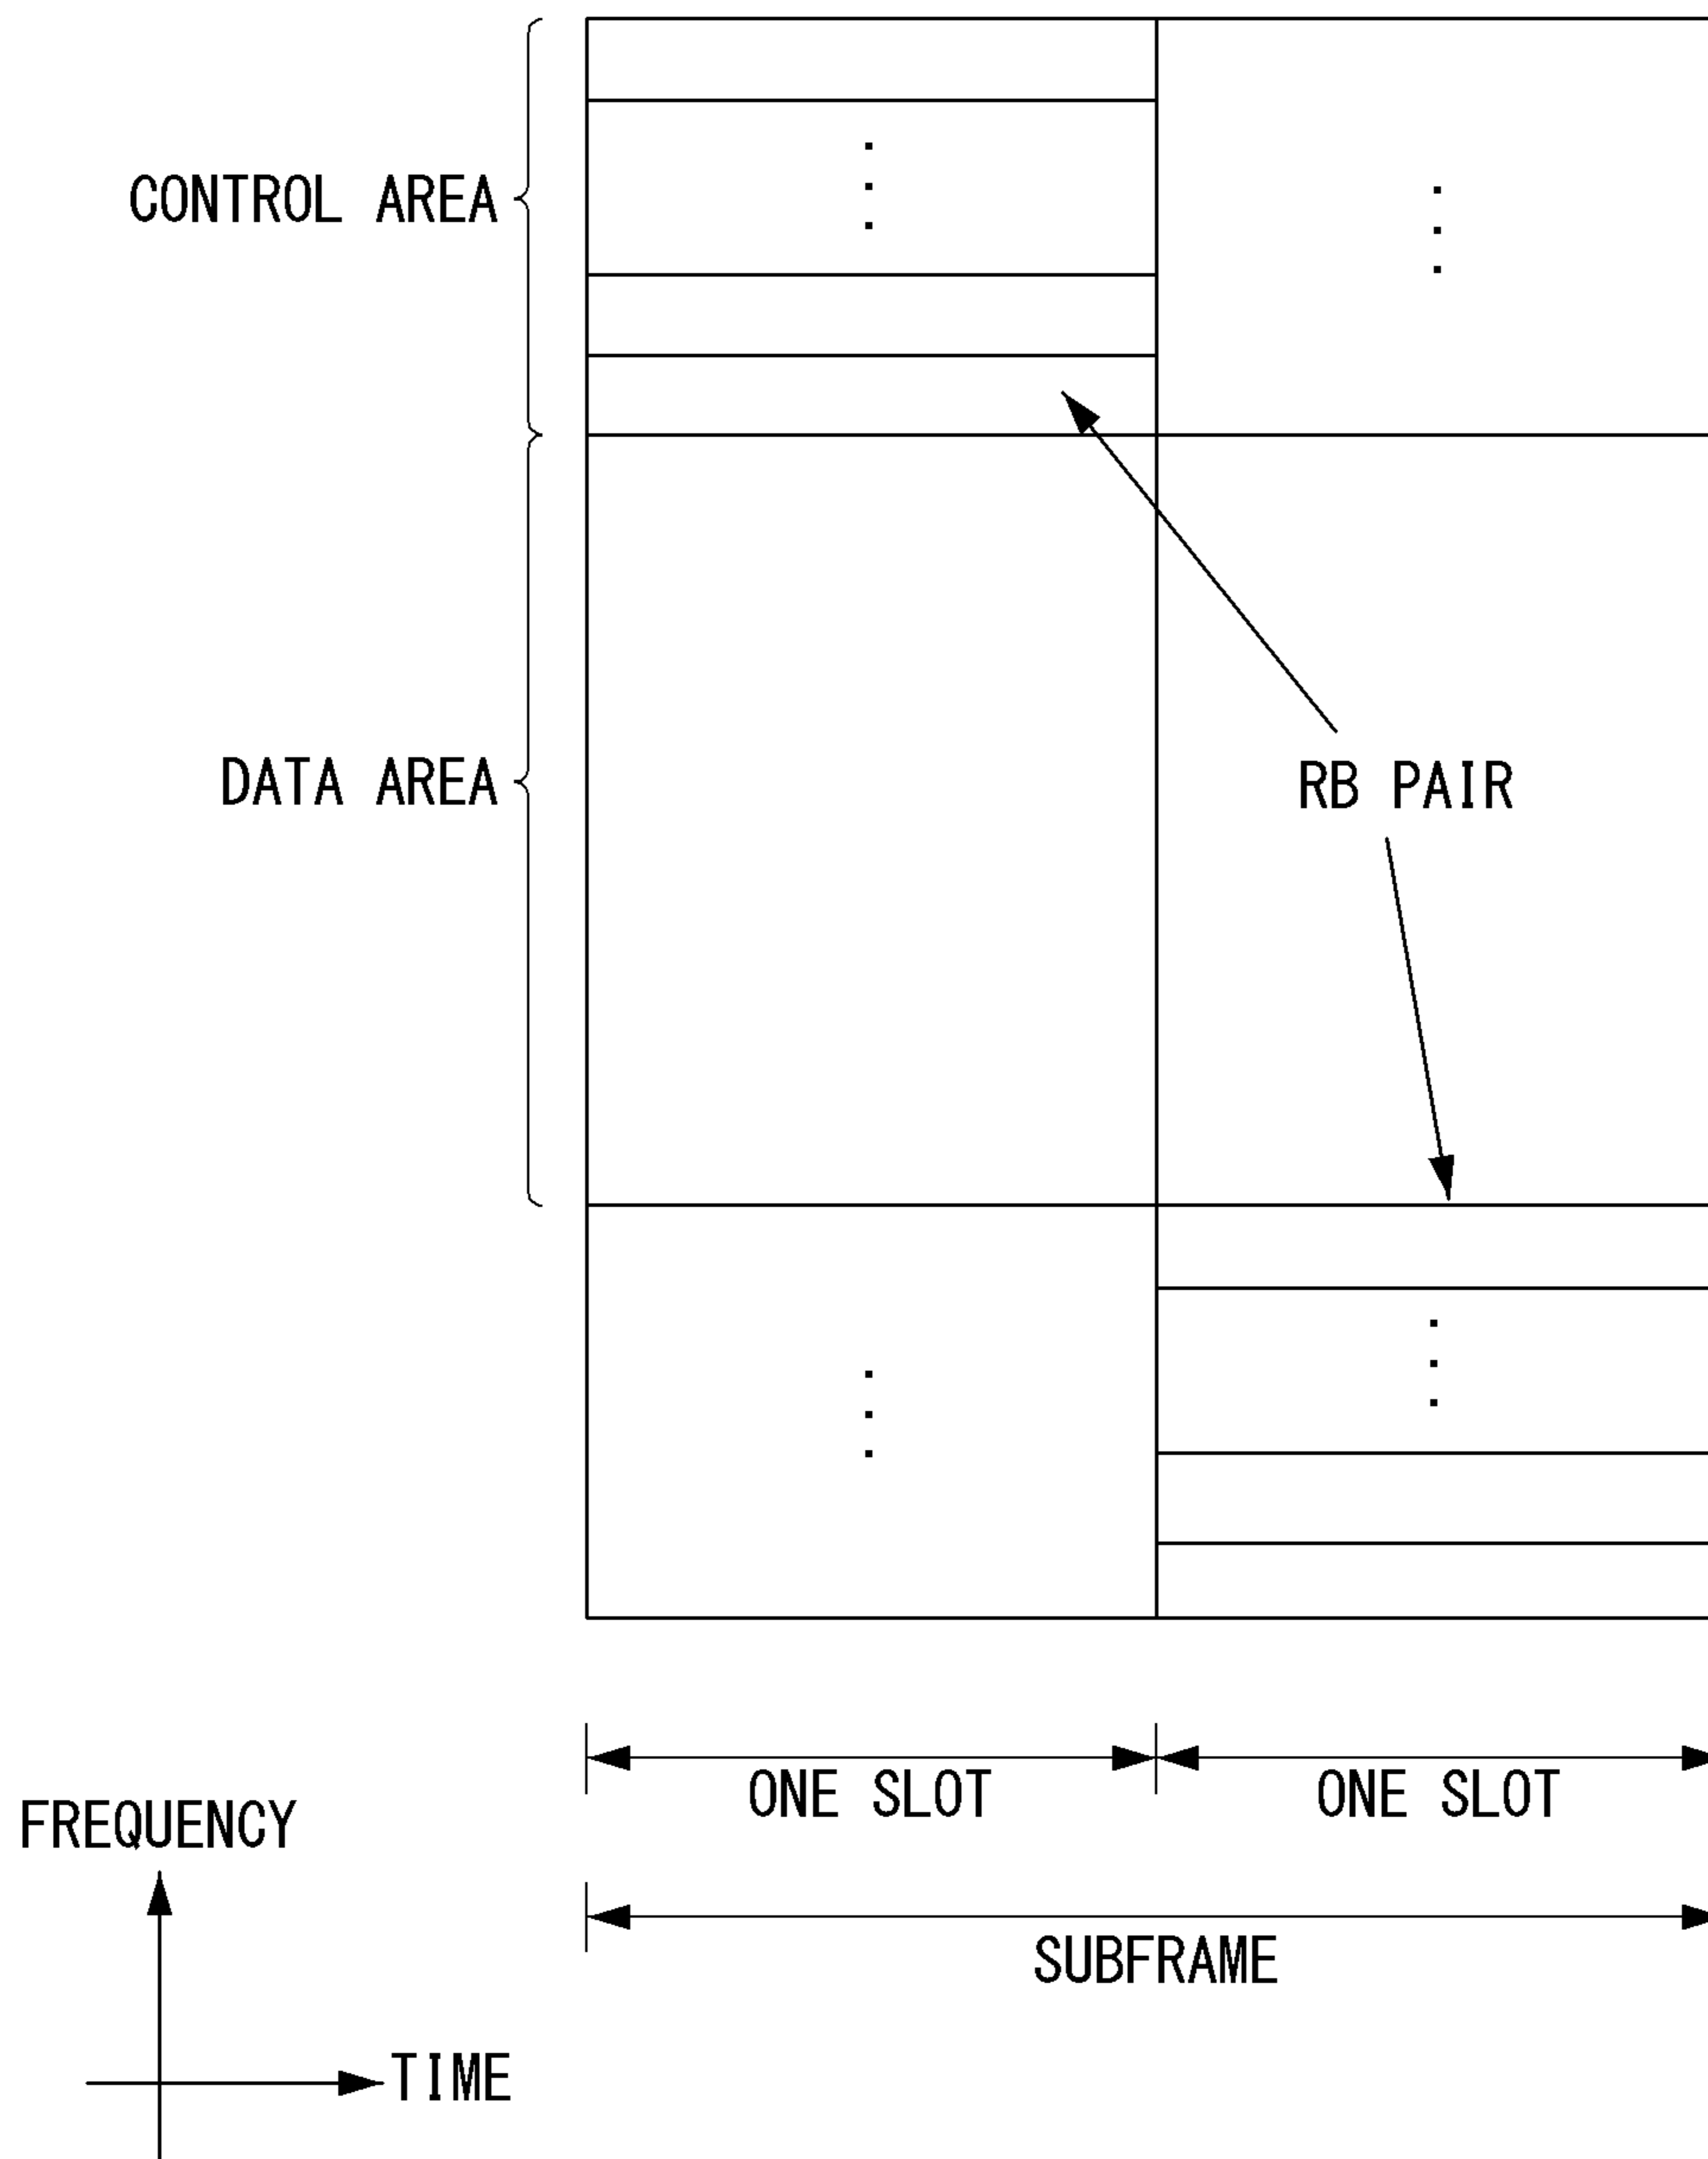 CONTROL AREA
DATA AREA
RB PAIR
ONE SLOT
ONE SLOT
FREQUENCY
SUBFRAME
TIME